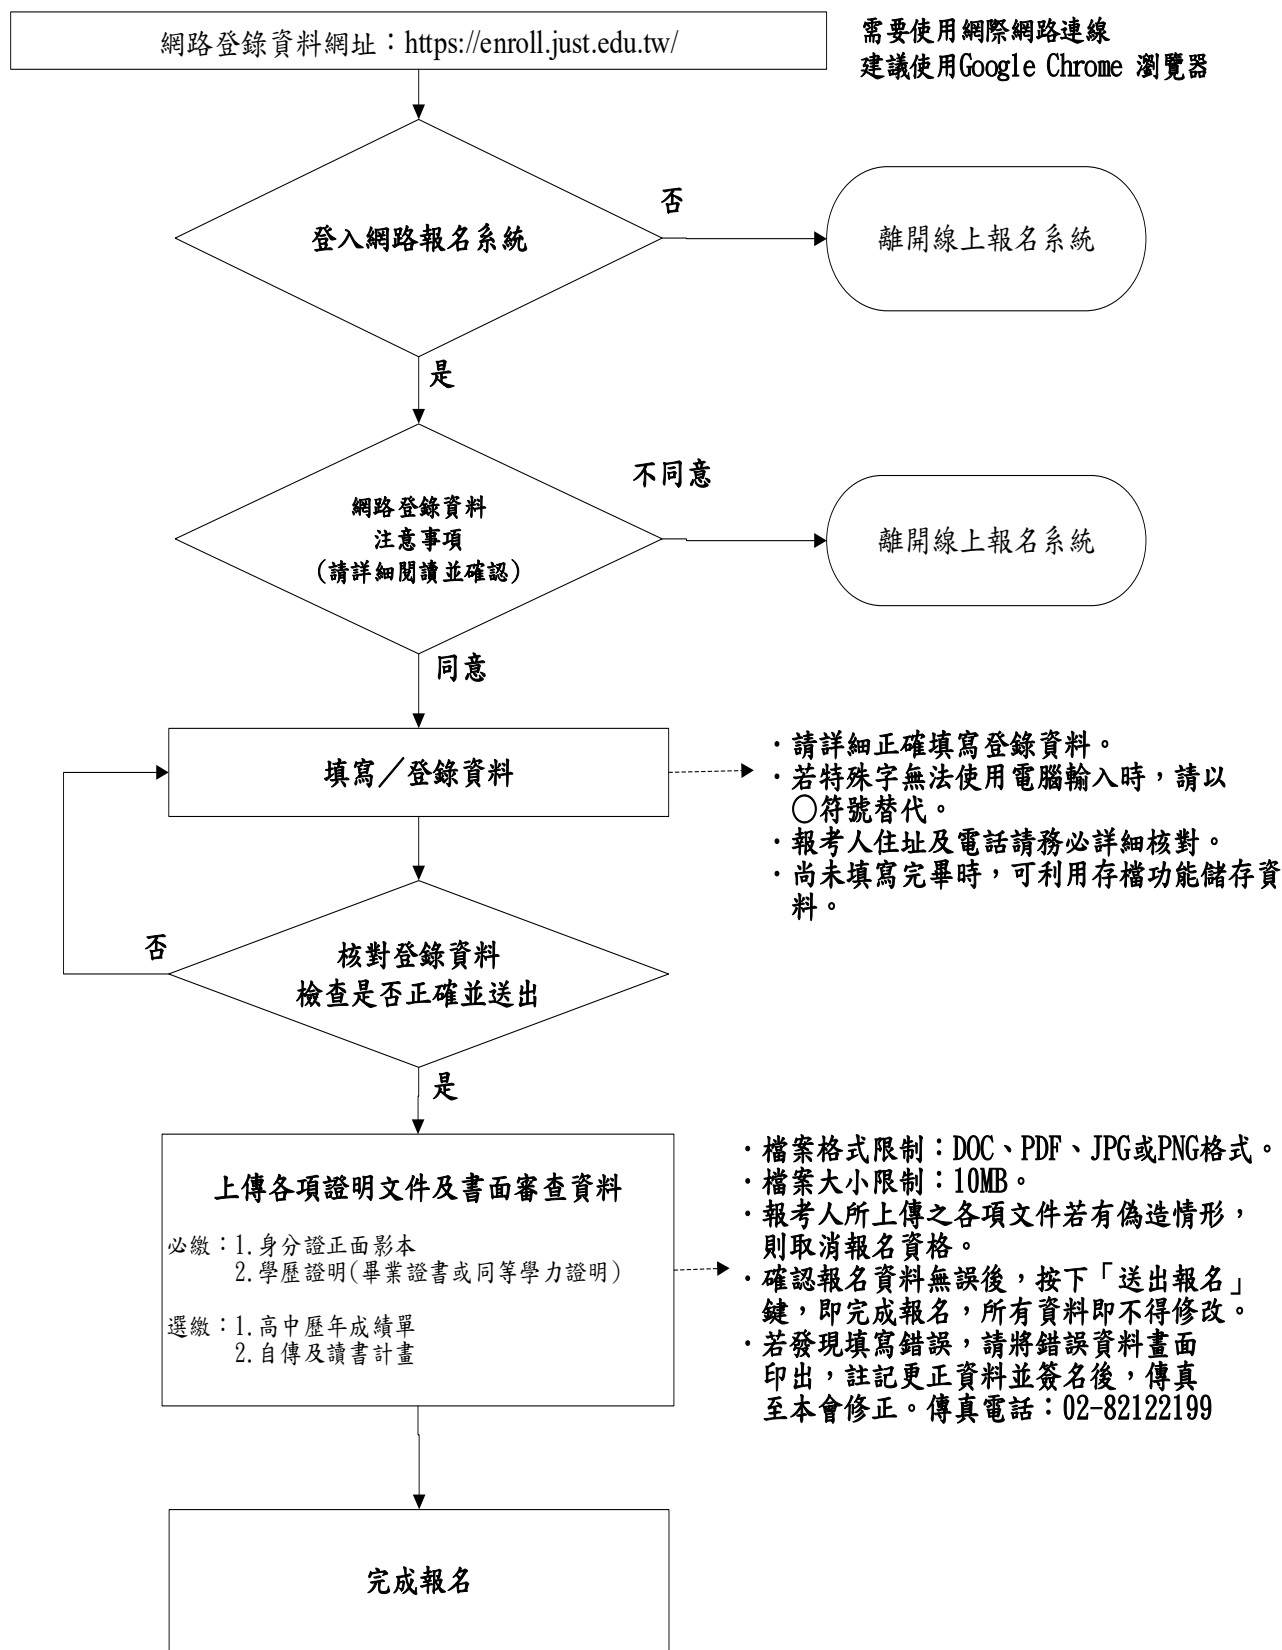 網路登錄資料網址：https://enroll.just.edu.tw/
需要使用網際網路連線
建議使用Google Chrome 瀏覽器
登入網路報名系統
否
離開線上報名系統
是
網路登錄資料
注意事項
(請詳細閱讀並確認)
不同意
離開線上報名系統
同意
填寫／登錄資料
·請詳細正確填寫登錄資料。
·若特殊字無法使用電腦輸入時，請以
○符號替代。
·報考人住址及電話請務必詳細核對。
·尚未填寫完畢時，可利用存檔功能儲存資
料。
核對登錄資料
檢查是否正確並送出
否
是
上傳各項證明文件及書面審查資料
必繳：1.身分證正面影本
2.學歷證明(畢業證書或同等學力證明)
選繳：1.高中歷年成績單
2.自傳及讀書計畫
·檔案格式限制：DOC、PDF、JPG或PNG格式。
·檔案大小限制：10MB。
·報考人所上傳之各項文件若有偽造情形，
則取消報名資格。
·確認報名資料無誤後，按下「送出報名」
鍵，即完成報名，所有資料即不得修改。
·若發現填寫錯誤，請將錯誤資料畫面
印出，註記更正資料並簽名後，傳真
至本會修正。傳真電話：02-82122199
完成報名